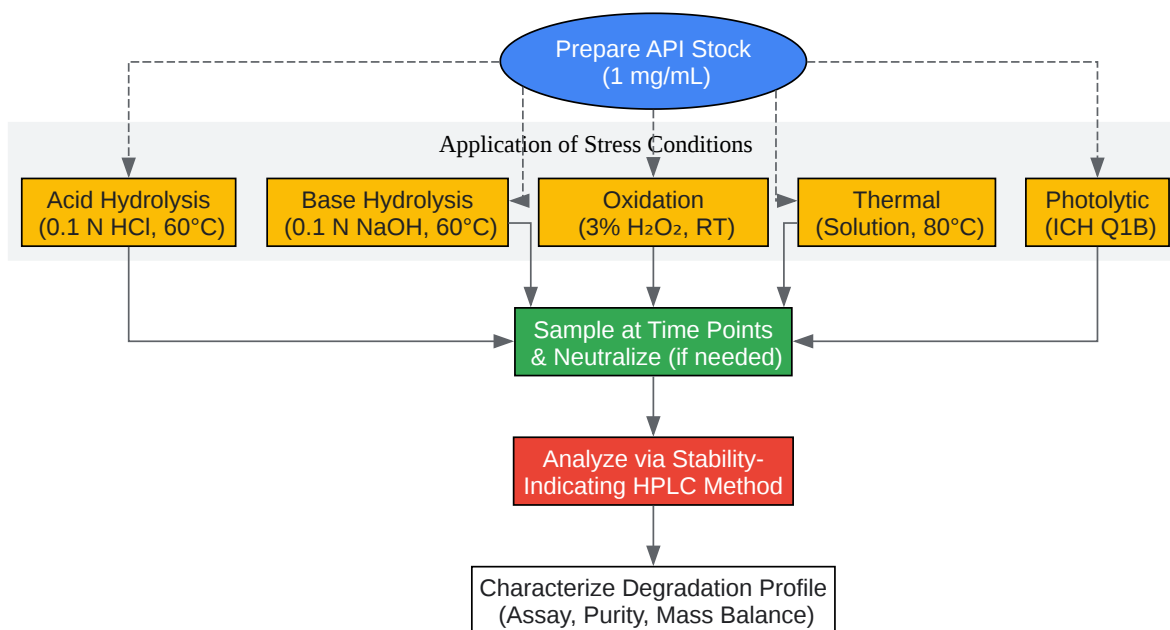 Prepare API Stock
(1 mg/mL)
Application of Stress Conditions
Acid Hydrolysis
(0.1 N HCl, 60°C)
Base Hydrolysis
(0.1 N NaOH, 60°C)
Oxidation
(3% H₂O₂, RT)
Thermal
(Solution, 80°C)
Photolytic
(ICH Q1B)
Sample at Time Points
& Neutralize (if needed)
Analyze via Stability-
Indicating HPLC Method
Characterize Degradation Profile
(Assay, Purity, Mass Balance)